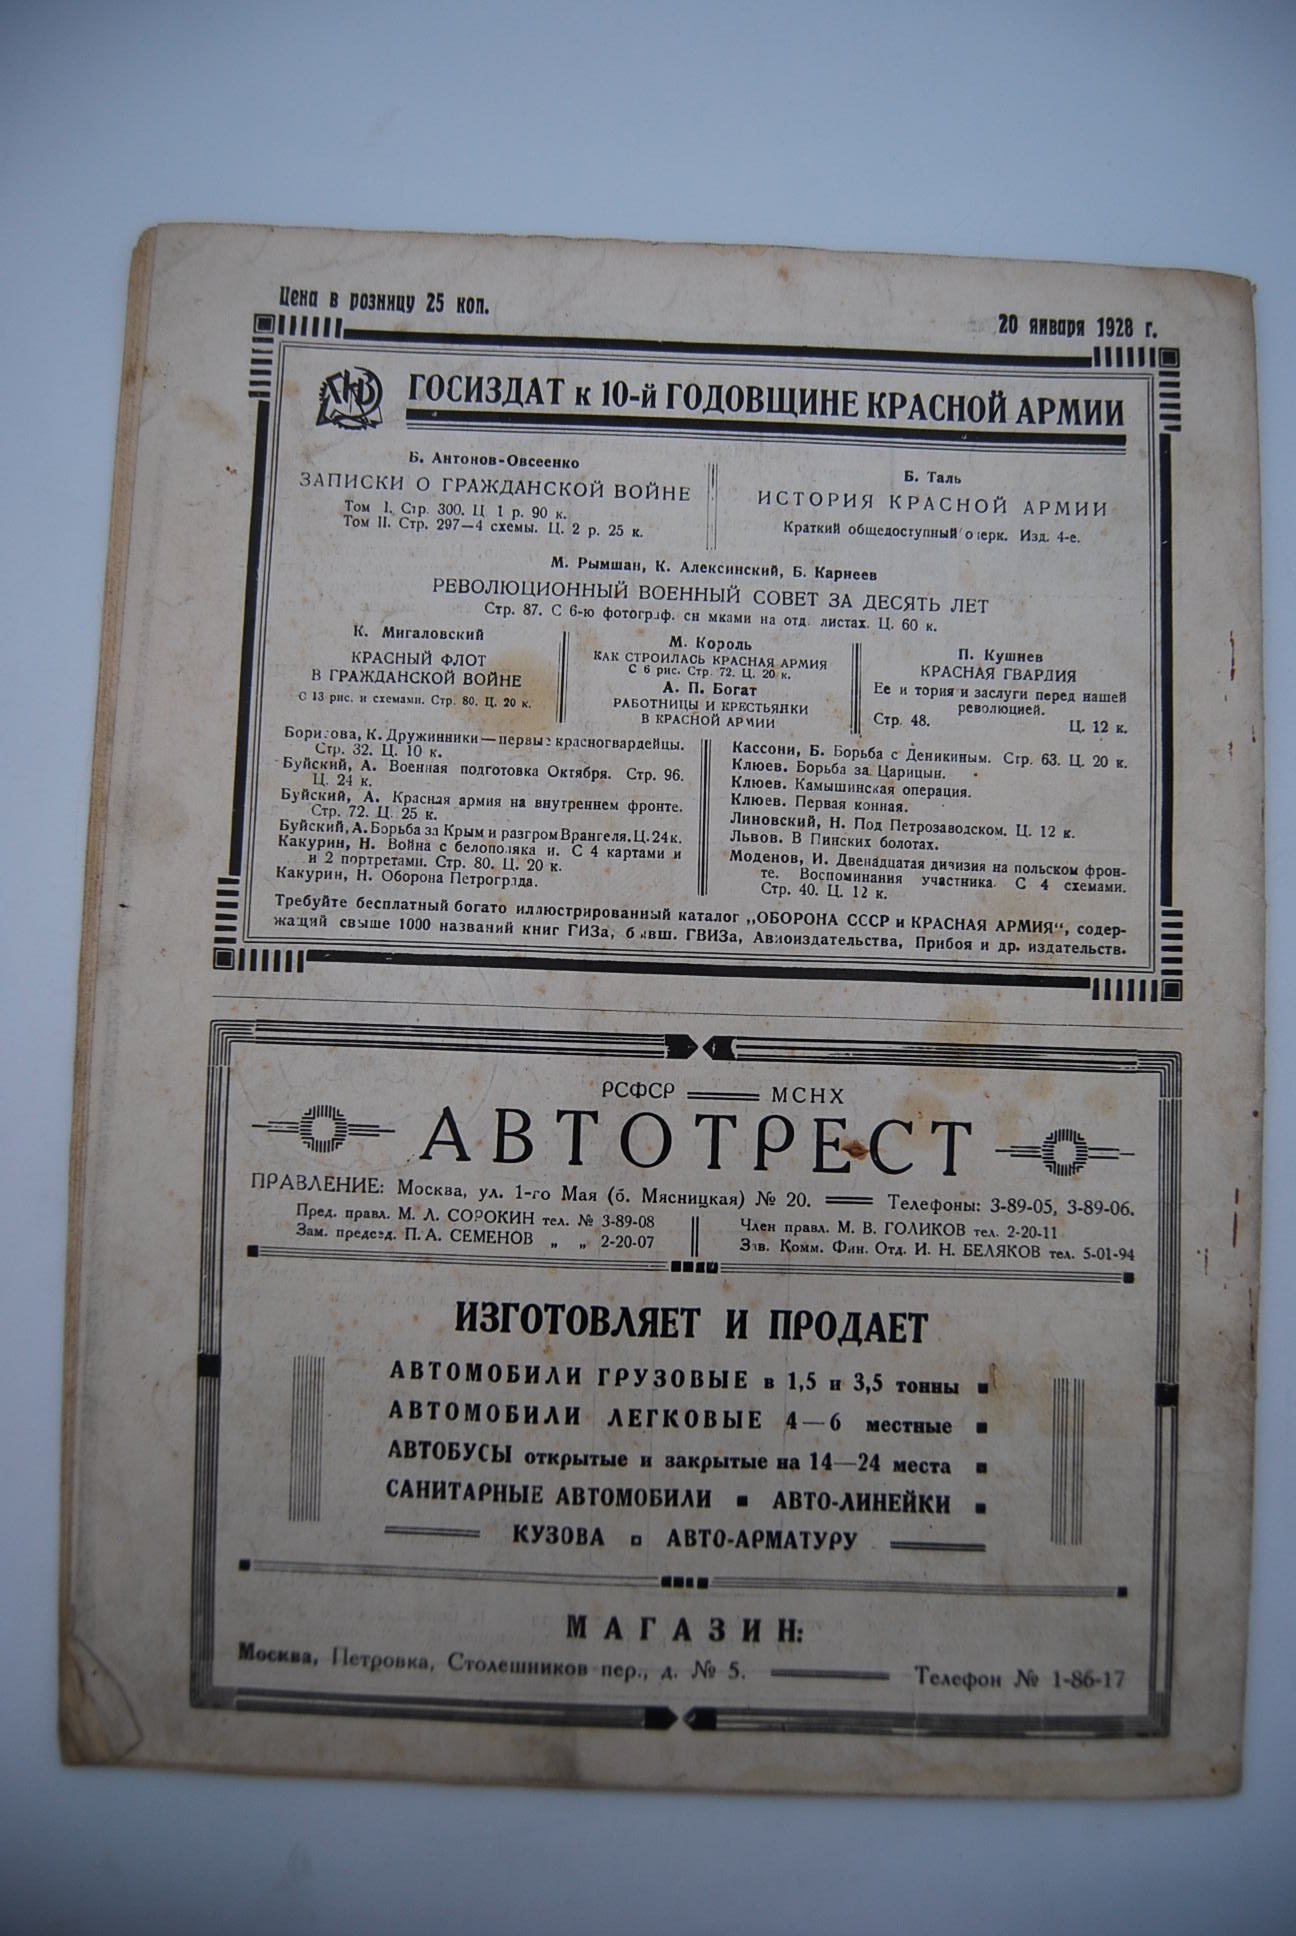 Цена в розницу 25 коп.
20 января 1928 г.
ГИЗ
ГОСИЗДАТ к 10-й ГОДОВЩИНЕ КРАСНОЙ АРМИИ
Б. Антонов-Овсеенко
ЗАПИСКИ О ГРАЖДАНСКОЙ ВОЙНЕ
Том I. Стр. 300. Ц 1 р. 90 к.
Том II. Стр. 297—4 схемы. Ц. 2 р. 25 к.
Б. Таль
ИСТОРИЯ КРАСНОЙ АРМИИ
Краткий общедоступный очерк. Изд. 4-е.
М. Рымшан, К. Алексинский, Б. Карнеев
РЕВОЛЮЦИОННЫЙ ВОЕННЫЙ СОВЕТ ЗА ДЕСЯТЬ ЛЕТ
Стр. 87. С 6-ю фотограф. сн мками на отд. листах. Ц. 60 к.
К. Мигаловский
КРАСНЫЙ ФЛОТ
В ГРАЖДАНСКОЙ ВОЙНЕ
С 13 рис. и схемами. Стр. 80. Ц. 20 к.
М. Король
КАК СТРОИЛАСЬ КРАСНАЯ АРМИЯ
С 6 рис. Стр. 72. Ц. 20 к.
А. П. Богат
РАБОТНИЦЫ И КРЕСТЬЯНКИ
В КРАСНОЙ АРМИИ
П. Кушнев
КРАСНАЯ ГВАРДИЯ
Ее и тория и заслуги перед нашей
революцией.
Стр. 48. Ц. 12 к.
Борисова, К. Дружинники—первые красногвардейцы.
Стр. 32. Ц. 10 к.
Буйский, А. Военная подготовка Октября. Стр. 96.
Ц. 24 к.
Буйский, А. Красная армия на внутреннем фронте.
Стр. 72. Ц. 25 к.
Буйский, А. Борьба за Крым и разгром Врангеля. Ц. 24к.
Какурин, Н. Война с белополяка и. С 4 картами и
и 2 портретами. Стр. 80. Ц. 20 к.
Какурин, Н. Оборона Петрограда.
Кассони, Б. Борьба с Деникиным. Стр. 63. Ц. 20 к.
Клюев. Борьба за Царицын.
Клюев. Камышинская операция.
Клюев. Первая конная.
Линовский, Н. Под Петрозаводском. Ц. 12 к.
Львов. В Пинских болотах.
Моденов, И. Двенадцатая дивизия на польском фрон-
те. Воспоминания участника. С 4 схемами.
Стр. 40. Ц. 12 к.
Требуйте бесплатный богато иллюстрированный каталог „ОБОРОНА СССР и КРАСНАЯ АРМИЯ“, содер-
жащий свыше 1000 названий книг ГИЗа, бывш. ГВИЗа, Авиоиздательства, Прибоя и др. издательств.
РСФСР МСНХ
АВТОТРЕСТ
ПРАВЛЕНИЕ: Москва, ул. 1-го Мая (б. Мясницкая) № 20. Телефоны: 3-89-05, 3-89-06.
Пред. правл. М. Л. СОРОКИН тел. № 3-89-08
Зам. председ. П. А. СЕМЕНОВ „ „ 2-20-07
Член правл. М. В. ГОЛИКОВ тел. 2-20-11
Зав. Комм. Фин. Отд. И. Н. БЕЛЯКОВ тел. 5-01-94
ИЗГОТОВЛЯЕТ И ПРОДАЕТ
АВТОМОБИЛИ ГРУЗОВЫЕ в 1,5 и 3,5 тонны
АВТОМОБИЛИ ЛЕГКОВЫЕ 4—6 местные
АВТОБУСЫ открытые и закрытые на 14—24 места
САНИТАРНЫЕ АВТОМОБИЛИ ■ АВТО-ЛИНЕЙКИ
КУЗОВА □ АВТО-АРМАТУРУ
МАГАЗИН:
Москва, Петровка, Столешников пер., д. № 5. Телефон № 1-86-17